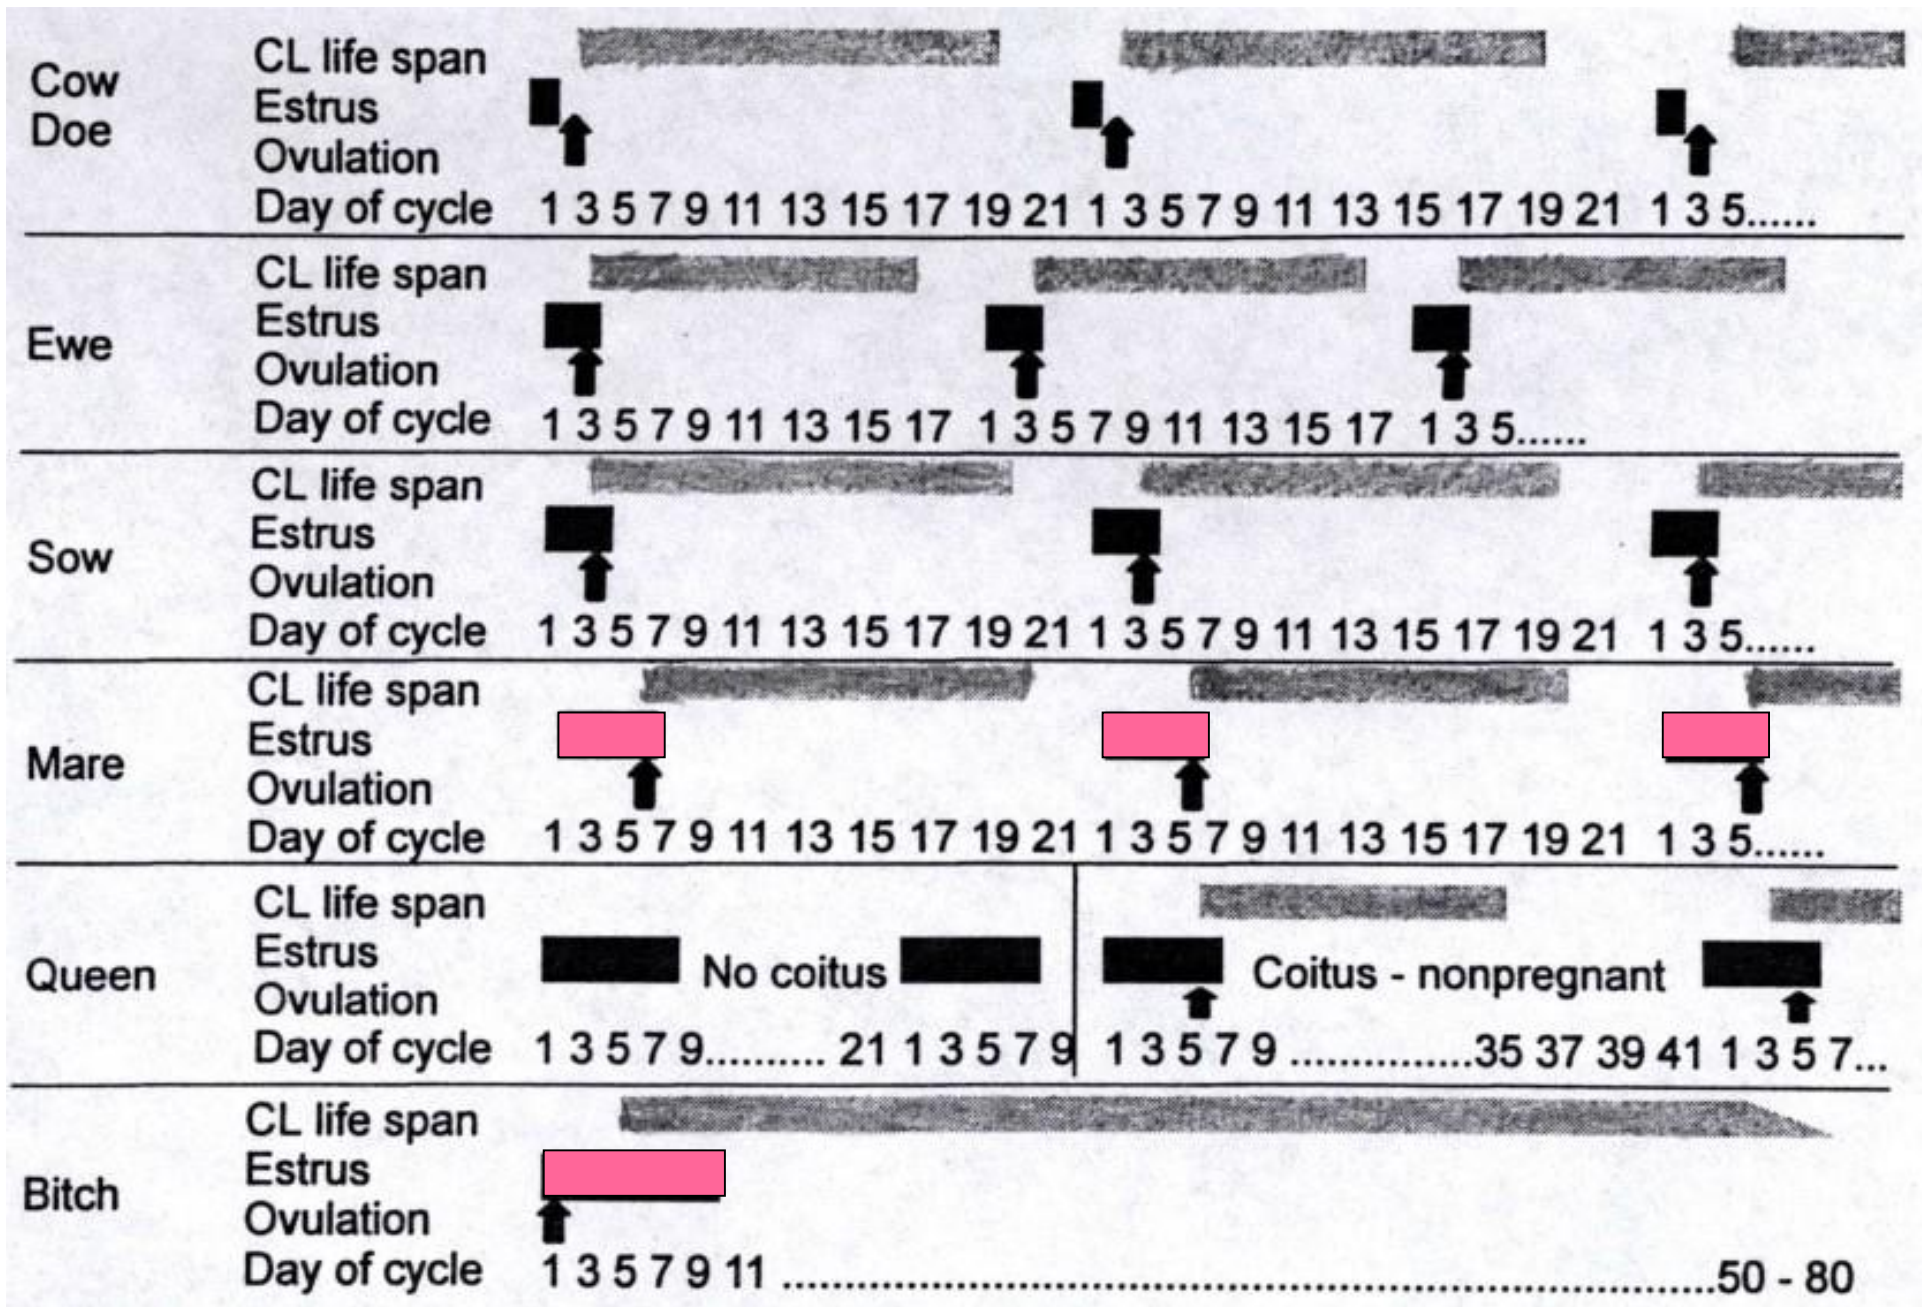 CL life span
Cow
Estrus
Doe
Ovulation
Day of cycle 1 3 5 7 9 11 13 15 17 19 21 1 3 5 7 9 11 13 15 17 19 21 1 3 5......
CL life span
Estrus
Ewe
Ovulation
Day of cycle 1 3 5 7 9 11 13 15 17 1 3 5 7 9 11 13 15 17 1 3 5......
CL life span
Estrus
Sow
Ovulation
Day of cycle 1 3 5 7 9 11 13 15 17 19 21 1 3 5 7 9 11 13 15 17 19 21 1 3 5......
CL life span
Estrus
Mare
Ovulation
Day of cycle 1 3 5 7 9 11 13 15 17 19 21 1 3 5 7 9 11 13 15 17 19 21 1 3 5......
CL life span
Estrus
Queen No coitus Coitus - nonpregnant
Ovulation
Day of cycle 1 3 5 7 9.......... 21 1 3 5 7 9 1 3 5 7 9 ...............35 37 39 41 1 3 5 7...
CL life span
Estrus
Bitch
Ovulation
Day of cycle 1 3 5 7 9 11 ..........................................................................50 - 80